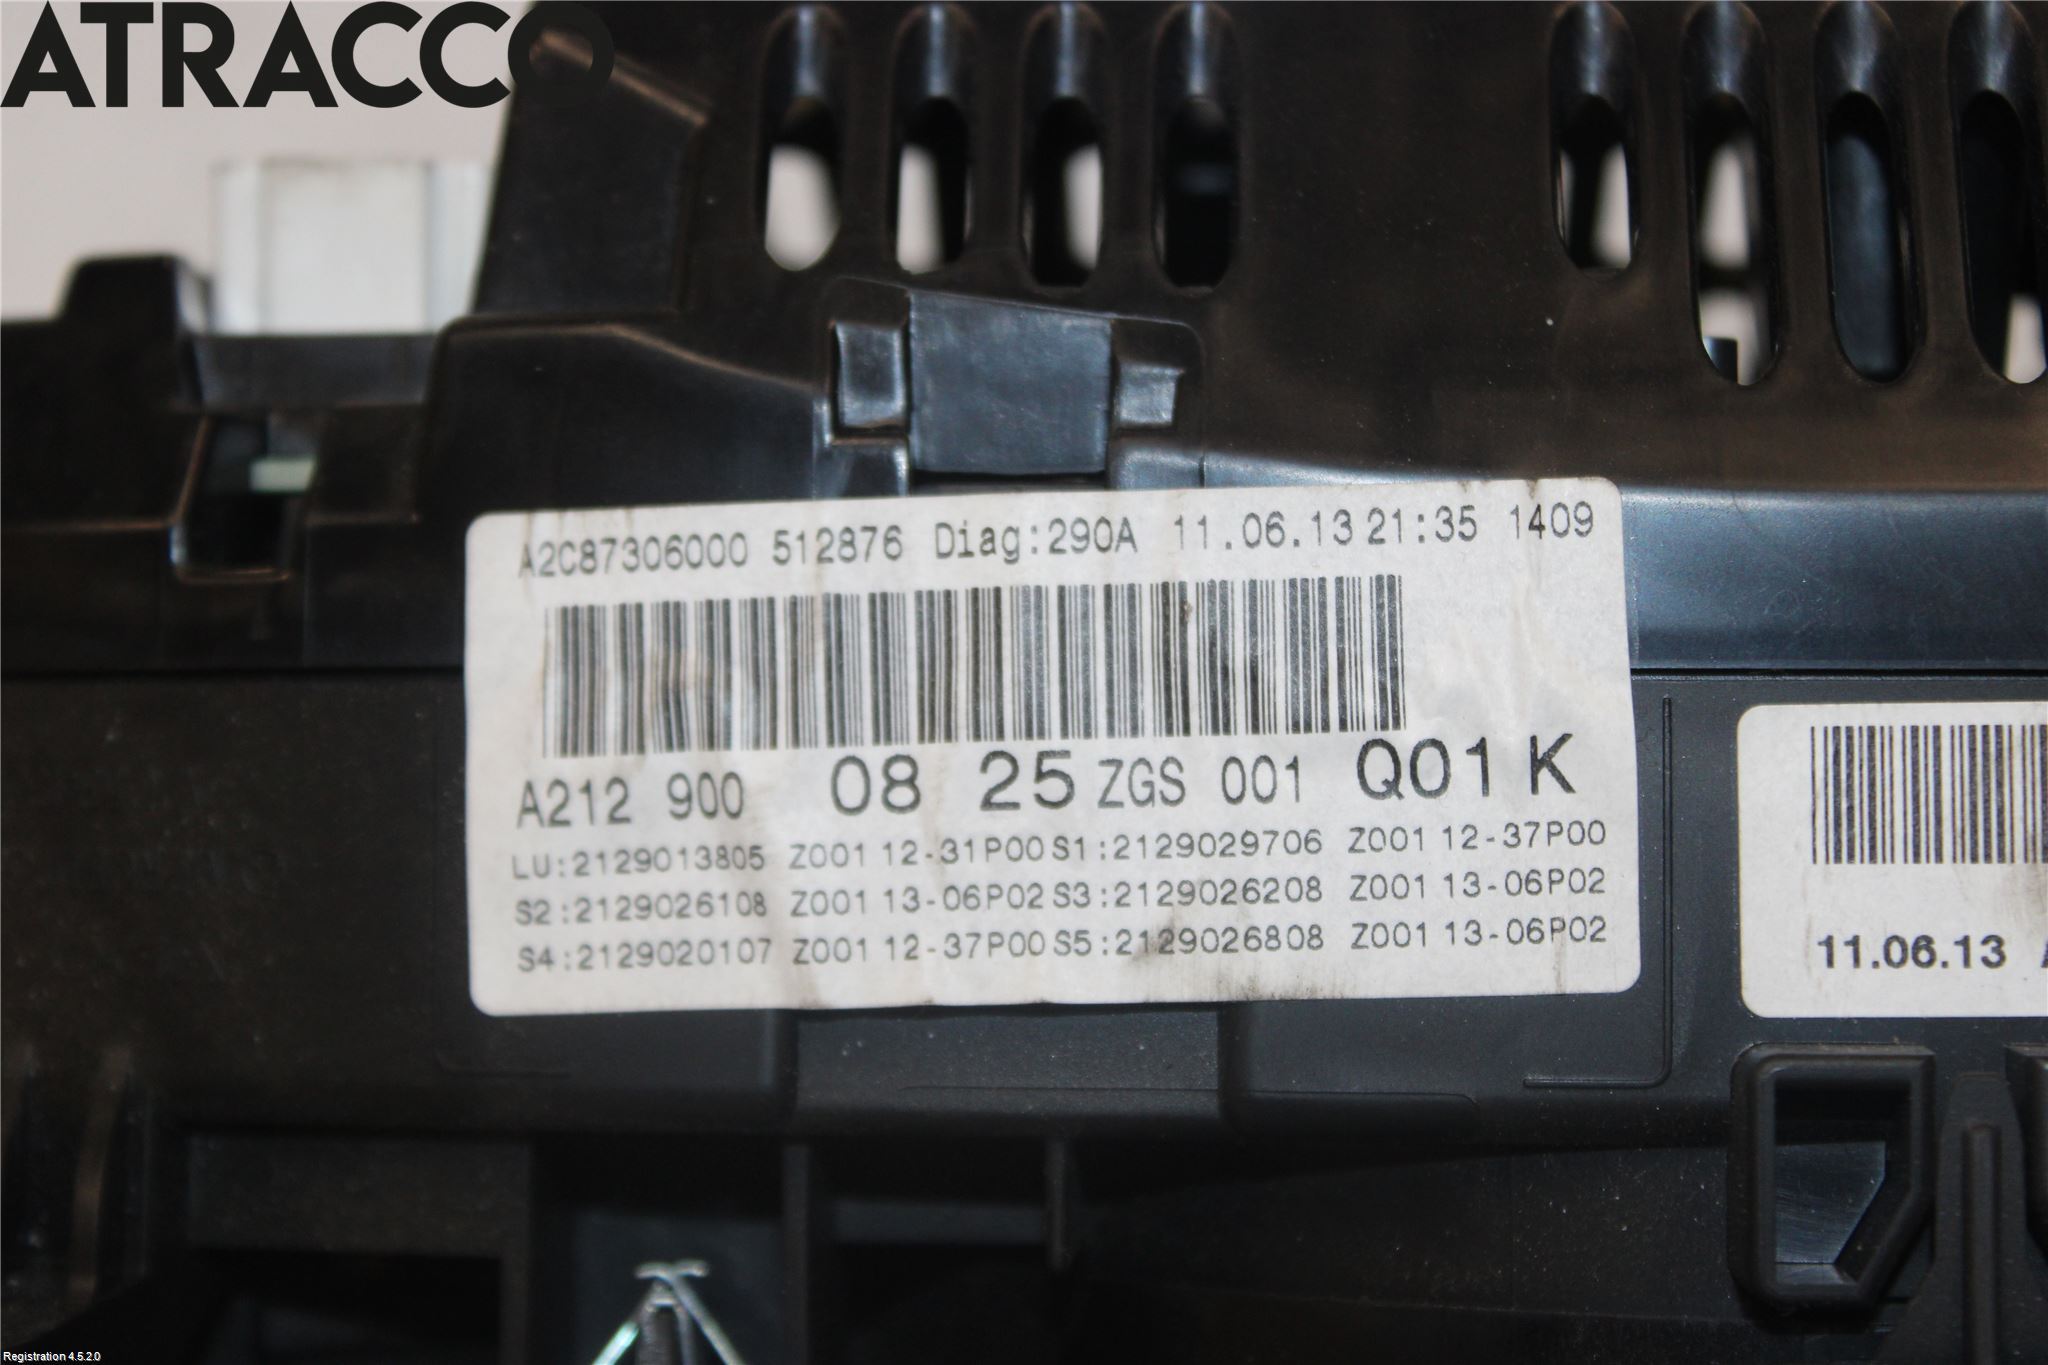 ATRACCO
A2C87306000 512876 Diag:290A 11.06.13 21:35 1409
A212 900 08 25 ZGS 001 Q01 K
LU:2129013805 Z001 12-31P00 S1:2129029706 Z001 12-37P00
S2:2129026108 Z001 13-06P02 S3:2129026208 Z001 13-06P02
S4:2129020107 Z001 12-37P00 S5:2129026808 Z001 13-06P02
11.06.13
Registration 4.5.2.0